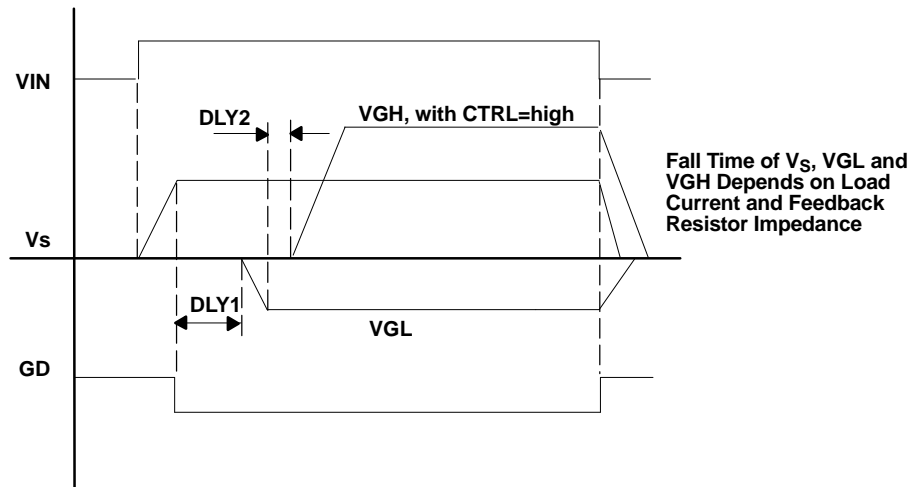 VIN
DLY2
VGH, with CTRL=high
Fall Time of VS, VGL and
VGH Depends on Load
Current and Feedback
Resistor Impedance
Vs
DLY1
VGL
GD